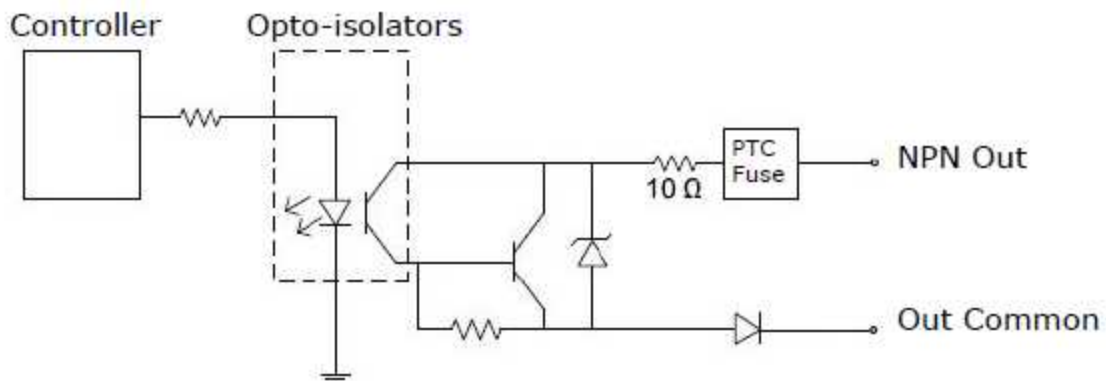 Controller
Opto-isolators
PTC
Fuse
NPN Out
10 Ω
Out Common